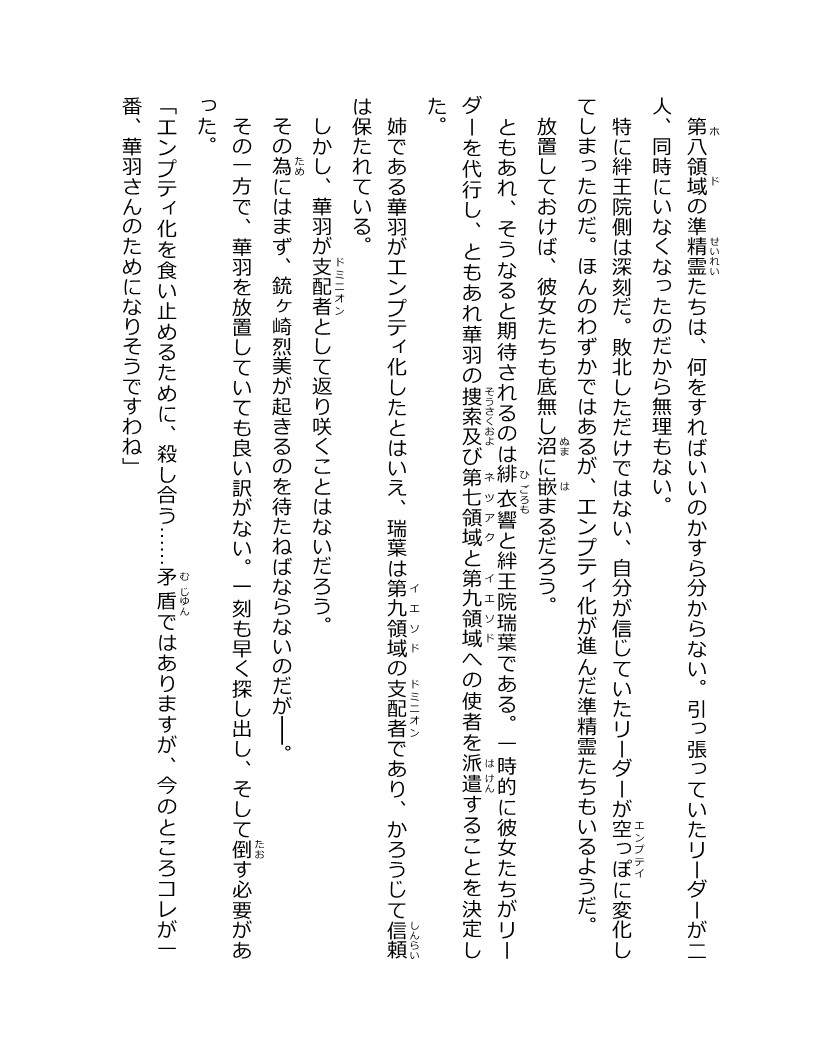 第八領域の準精霊たちは、何をすればいいのかすら分からない。引っ張っていたリーダーが二
人、同時にいなくなったのだから無理もない。
特に絆王院側は深刻だ。敗北しただけではない、自分が信じていたリーダーが空っぽに変化し
てしまったのだ。ほんのわずかではあるが、エンプティ化が進んだ準精霊たちもいるようだ。
放置しておけば、彼女たちも底無し沼に嵌まるだろう。
ともあれ、そうなると期待されるのは緋衣響と絆王院瑞葉である。一時的に彼女たちがリー
ダーを代行し、ともあれ華羽の捜索及び第七領域と第九領域への使者を派遣することを決定し
た。
姉である華羽がエンプティ化したとはいえ、瑞葉は第九領域の支配者であり、かろうじて信頼
は保たれている。
しかし、華羽が支配者として返り咲くことはないだろう。
その為にはまず、銃ヶ崎烈美が起きるのを待たねばならないのだが──。
その一方で、華羽を放置していても良い訳がない。一刻も早く探し出し、そして倒す必要があ
った。
「エンプティ化を食い止めるために、殺し合う……矛盾ではありますが、今のところコレが一
番、華羽さんのためになりそうですわね」